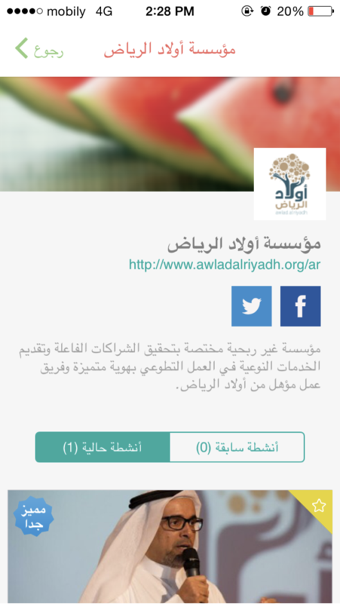 mobily 4G 2:28 PM 20%
رجوع
مؤسسة أولاد الرياض
أولاد
الرياض
awlad alriyadh
مؤسسة أولاد الرياض
http://www.awladalriyadh.org/ar
مؤسسة غير ربحية مختصة بتحقيق الشراكات الفاعلة وتقديم
الخدمات النوعية في العمل التطوعي بهوية متميزة وفريق
عمل مؤهل من أولاد الرياض.
أنشطة سابقة (0)
أنشطة حالية (1)
مميز
جدا